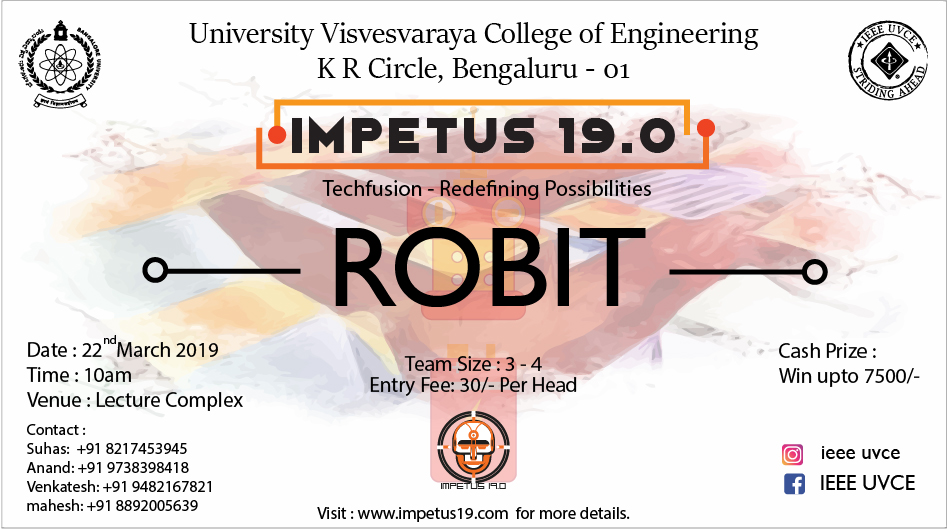 University Visvesvaraya College of Engineering
K R Circle, Bengaluru - 01
IEEE UVCE
STRIDING AHEAD
IMPETUS 19.0
Techfusion - Redefining Possibilities
ROBIT
Date : 22nd March 2019
Time : 10am
Venue : Lecture Complex
Team Size : 3 - 4
Entry Fee: 30/- Per Head
Cash Prize :
Win upto 7500/-
Contact :
Suhas: +91 8217453945
Anand: +91 9738398418
Venkatesh: +91 9482167821
mahesh: +91 8892005639
IMPETUS 19.0
ieee uvce
IEEE UVCE
Visit : www.impetus19.com for more details.